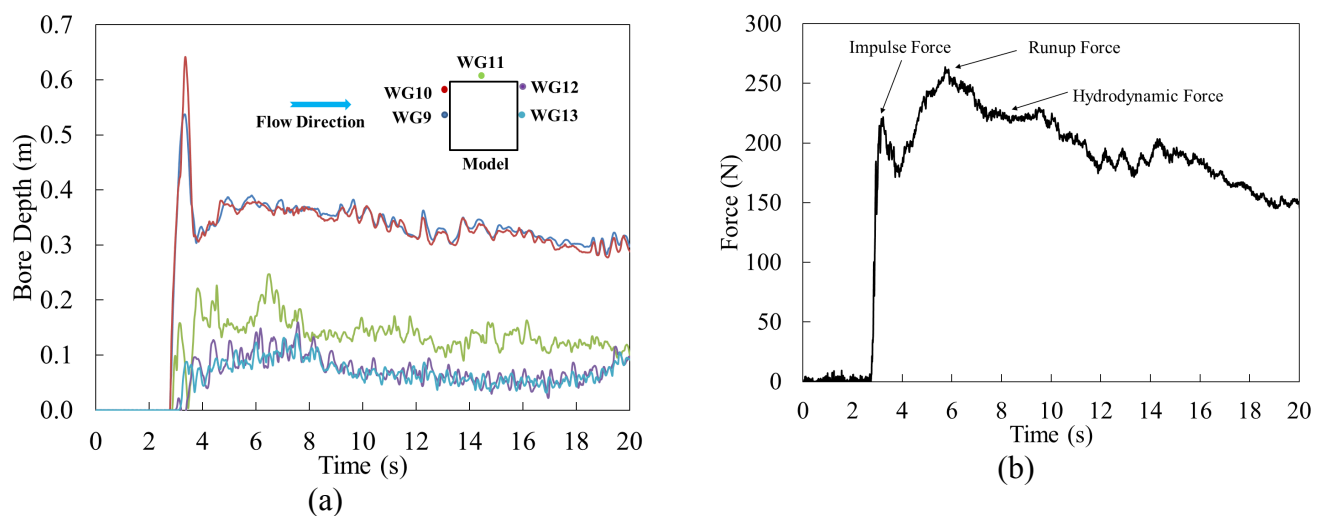 0.7
0.6
0.5
0.4
0.3
0.2
0.1
0.0
Bore Depth (m)
WG11
WG10
WG12
WG9
WG13
Flow Direction
Model
0 2 4 6 8 10 12 14 16 18 20
Time (s)
(a)
300
250
200
150
100
50
0
Force (N)
Impulse Force
Runup Force
Hydrodynamic Force
0 2 4 6 8 10 12 14 16 18 20
Time (s)
(b)